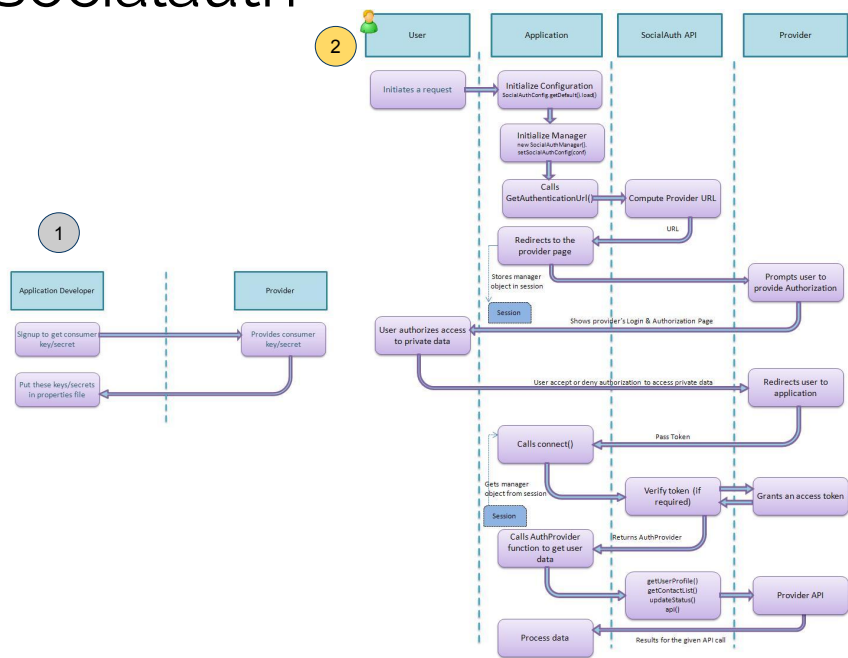 Socialauth
2
User
Application
SocialAuth API
Provider
Initiates a request
Initialize Configuration
SocialAuthConfig.getDefault().load()
Initialize Manager
new SocialAuthManager().
setSocialAuthConfig(conf)
Calls
GetAuthenticationUrl()
Compute Provider URL
URL
Redirects to the
provider page
Stores manager
object in session
Session
Prompts user to
provide Authorization
Shows provider's Login & Authorization Page
User authorizes access
to private data
User accept or deny authorization to access private data
Redirects user to
application
Pass Token
Calls connect()
Gets manager
object from session
Session
Verify token (if
required)
Grants an access token
Returns AuthProvider
Calls AuthProvider
function to get user
data
getUserProfile()
getContactList()
updateStatus()
api()
Provider API
Results for the given API call
Process data
1
Application Developer
Provider
Signup to get consumer
key/secret
Provides consumer
key/secret
Put these keys/secrets
in properties file